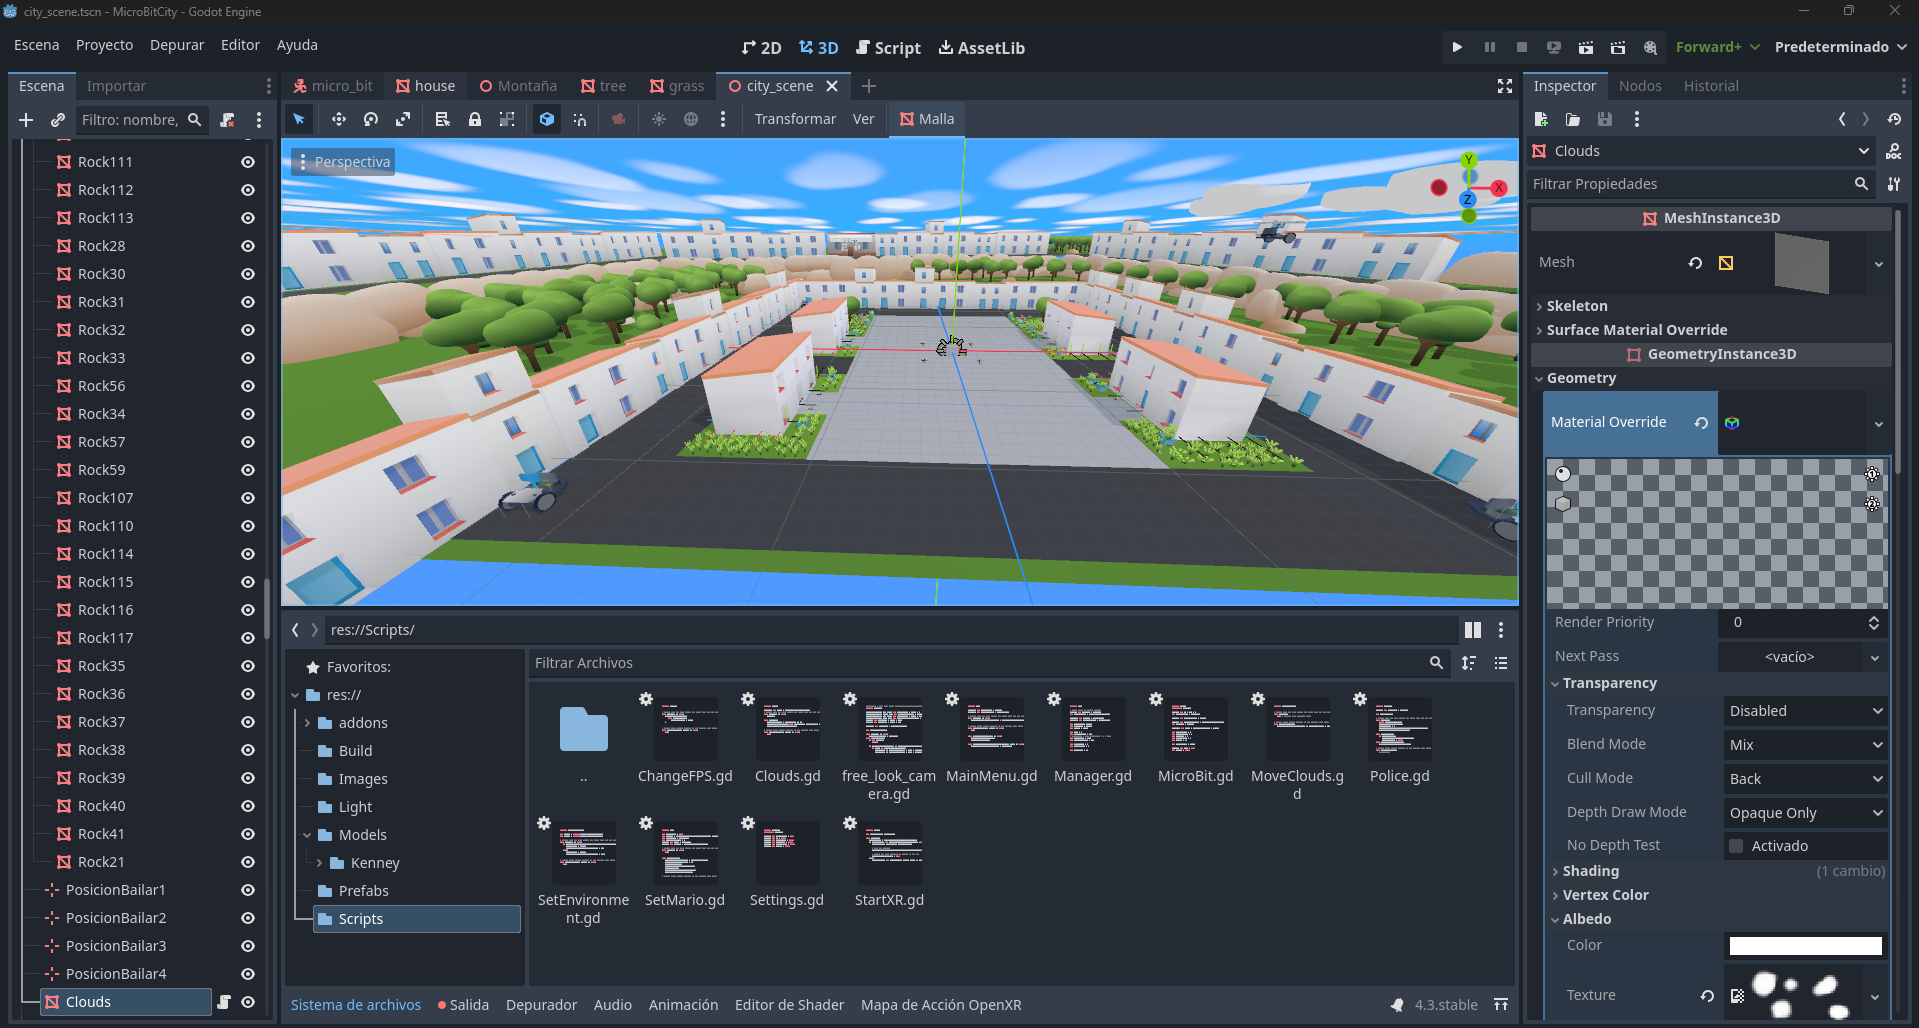 city_scene.tscn - MicroBitCity - Godot Engine
Escena Proyecto Depurar Editor Ayuda
2D 3D Script AssetLib
Forward+ Predeterminado
Escena Importar
Filtro: nombre,
Rock111
Rock112
Rock113
Rock28
Rock30
Rock31
Rock32
Rock33
Rock56
Rock34
Rock57
Rock59
Rock107
Rock110
Rock114
Rock115
Rock116
Rock117
Rock35
Rock36
Rock37
Rock38
Rock39
Rock40
Rock41
Rock21
PosicionBailar1
PosicionBailar2
PosicionBailar3
PosicionBailar4
Clouds
micro_bit house Montaña tree grass city_scene
Transformar Ver Malla
Perspectiva
Y
X
Z
res://Scripts/
Favoritos:
res://
addons
Build
Images
Light
Models
Kenney
Prefabs
Scripts
Filtrar Archivos
..
ChangeFPS.gd
Clouds.gd
free_look_cam
era.gd
MainMenu.gd
Manager.gd
MicroBit.gd
MoveClouds.g
d
Police.gd
SetEnvironme
nt.gd
SetMario.gd
Settings.gd
StartXR.gd
Sistema de archivos Salida Depurador Audio Animación Editor de Shader Mapa de Acción OpenXR
4.3.stable
Inspector Nodos Historial
Clouds
DOC
Filtrar Propiedades
MeshInstance3D
Mesh
Skeleton
Surface Material Override
GeometryInstance3D
Geometry
Material Override
1
2
Render Priority 0
Next Pass <vacío>
Transparency
Transparency Disabled
Blend Mode Mix
Cull Mode Back
Depth Draw Mode Opaque Only
No Depth Test Activado
Shading (1 cambio)
Vertex Color
Albedo
Color
Texture